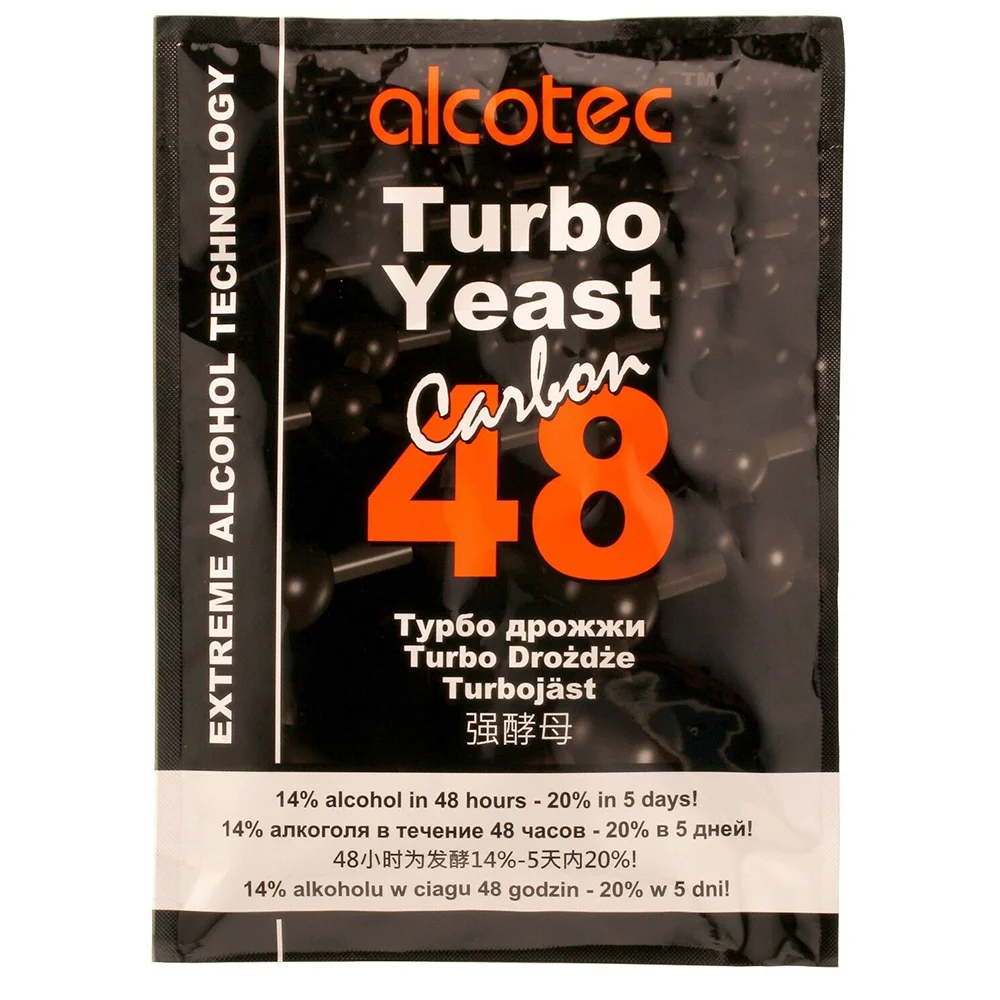 alcotec™
Turbo
Yeast
Carbon
48
Турбо дрожжи
Turbo Drożdże
Turbojäst
强酵母
EXTREME ALCOHOL TECHNOLOGY
14% alcohol in 48 hours - 20% in 5 days!
14% алкоголя в течение 48 часов - 20% в 5 дней!
48小时为发酵14%-5天内20%!
14% alkoholu w ciagu 48 godzin - 20% w 5 dni!